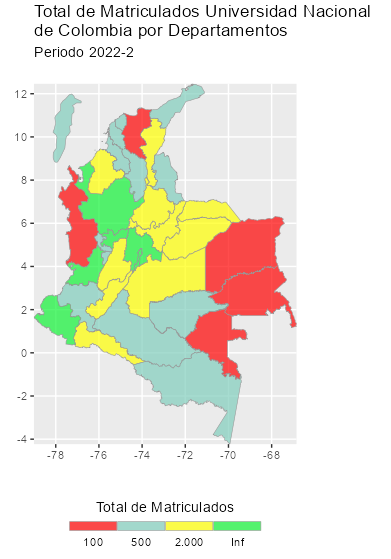 Total de Matriculados Universidad Nacional
de Colombia por Departamentos
Periodo 2022-2
12
10
8
6
4
2
0
-2
-4
-78 -76 -74 -72 -70 -68
Total de Matriculados
100 500 2.000 Inf